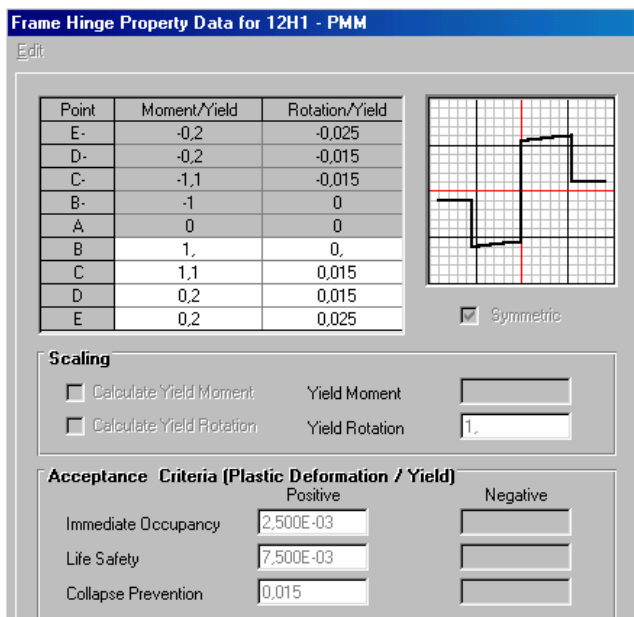 Frame Hinge Property Data for 12H1 - PMM
Edit
Point Moment/Yield Rotation/Yield
E- -0,2 -0,025
D- -0,2 -0,015
C- -1,1 -0,015
B- -1 0
A 0 0
B 1, 0,
C 1,1 0,015
D 0,2 0,015
E 0,2 0,025
Symmetric
Scaling
Calculate Yield Moment Yield Moment
Calculate Yield Rotation Yield Rotation 1,
Acceptance Criteria (Plastic Deformation / Yield)
Positive Negative
Immediate Occupancy 2,500E-03
Life Safety 7,500E-03
Collapse Prevention 0,015